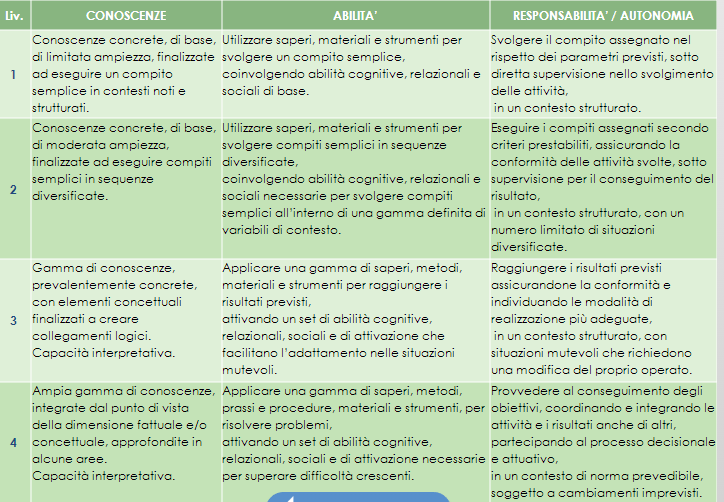 Liv. CONOSCENZE ABILITA' RESPONSABILITA' / AUTONOMIA
1
Conoscenze concrete, di base,
di limitata ampiezza, finalizzate
ad eseguire un compito
semplice in contesti noti e
strutturati.
Utilizzare saperi, materiali e strumenti per
svolgere un compito semplice,
coinvolgendo abilità cognitive, relazionali e
sociali di base.
Svolgere il compito assegnato nel
rispetto dei parametri previsti, sotto
diretta supervisione nello svolgimento
delle attività,
in un contesto strutturato.
2
Conoscenze concrete, di base,
di moderata ampiezza,
finalizzate ad eseguire compiti
semplici in sequenze
diversificate.
Utilizzare saperi, materiali e strumenti per
svolgere compiti semplici in sequenze
diversificate,
coinvolgendo abilità cognitive, relazionali e
sociali necessarie per svolgere compiti
semplici all'interno di una gamma definita di
variabili di contesto.
Eseguire i compiti assegnati secondo
criteri prestabiliti, assicurando la
conformità delle attività svolte, sotto
supervisione per il conseguimento del
risultato,
in un contesto strutturato, con un
numero limitato di situazioni
diversificate.
3
Gamma di conoscenze,
prevalentemente concrete,
con elementi concettuali
finalizzati a creare
collegamenti logici.
Capacità interpretativa.
Applicare una gamma di saperi, metodi,
materiali e strumenti per raggiungere i
risultati previsti,
attivando un set di abilità cognitive,
relazionali, sociali e di attivazione che
facilitano l'adattamento nelle situazioni
mutevoli.
Raggiungere i risultati previsti
assicurandone la conformità e
individuando le modalità di
realizzazione più adeguate,
in un contesto strutturato, con
situazioni mutevoli che richiedono
una modifica del proprio operato.
4
Ampia gamma di conoscenze,
integrate dal punto di vista
della dimensione fattuale e/o
concettuale, approfondite in
alcune aree.
Capacità interpretativa.
Applicare una gamma di saperi, metodi,
prassi e procedure, materiali e strumenti, per
risolvere problemi,
attivando un set di abilità cognitive,
relazionali, sociali e di attivazione necessarie
per superare difficoltà crescenti.
Provvedere al conseguimento degli
obiettivi, coordinando e integrando le
attività e i risultati anche di altri,
partecipando al processo decisionale
e attuativo,
in un contesto di norma prevedibile,
soggetto a cambiamenti imprevisti.